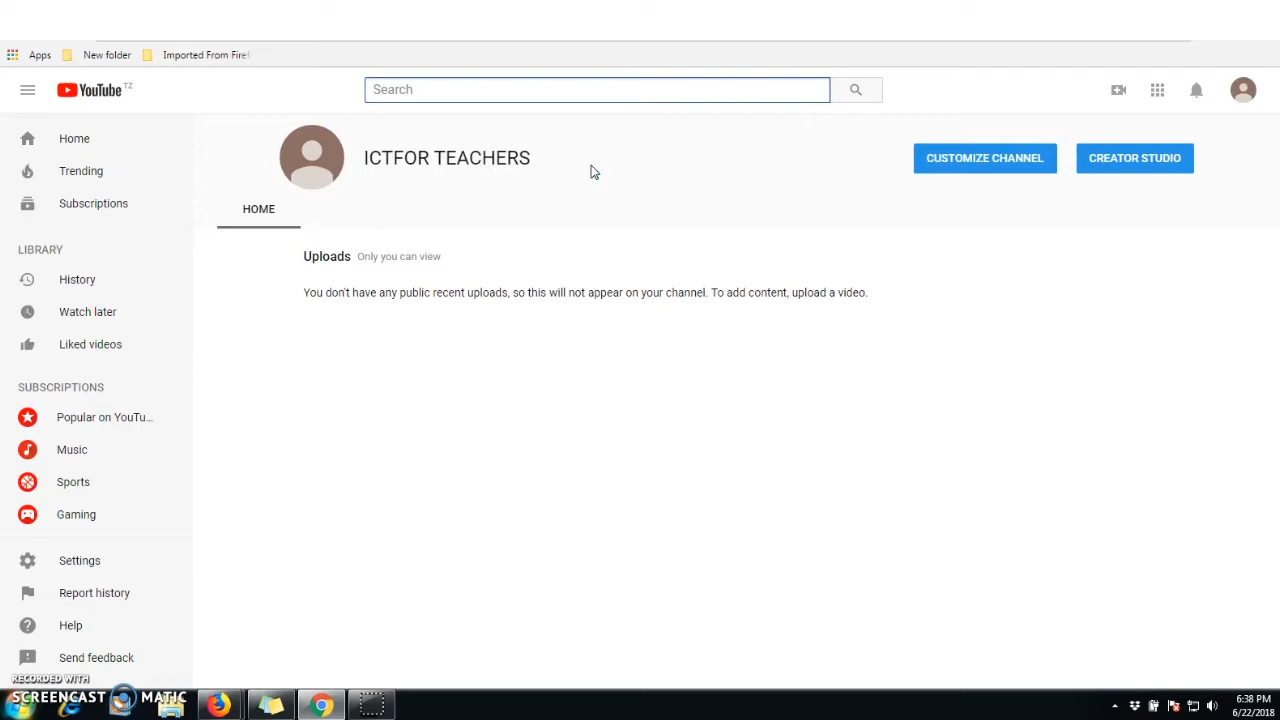 Apps New folder Imported From Firef
YouTube TZ
Search
Home
Trending
Subscriptions
LIBRARY
History
Watch later
Liked videos
SUBSCRIPTIONS
Popular on YouTu...
Music
Sports
Gaming
Settings
Report history
Help
Send feedback
ICTFOR TEACHERS
CUSTOMIZE CHANNEL CREATOR STUDIO
HOME
Uploads Only you can view
You don't have any public recent uploads, so this will not appear on your channel. To add content, upload a video.
RECORDED WITH
SCREENCAST MATIC
6:38 PM
6/22/2018